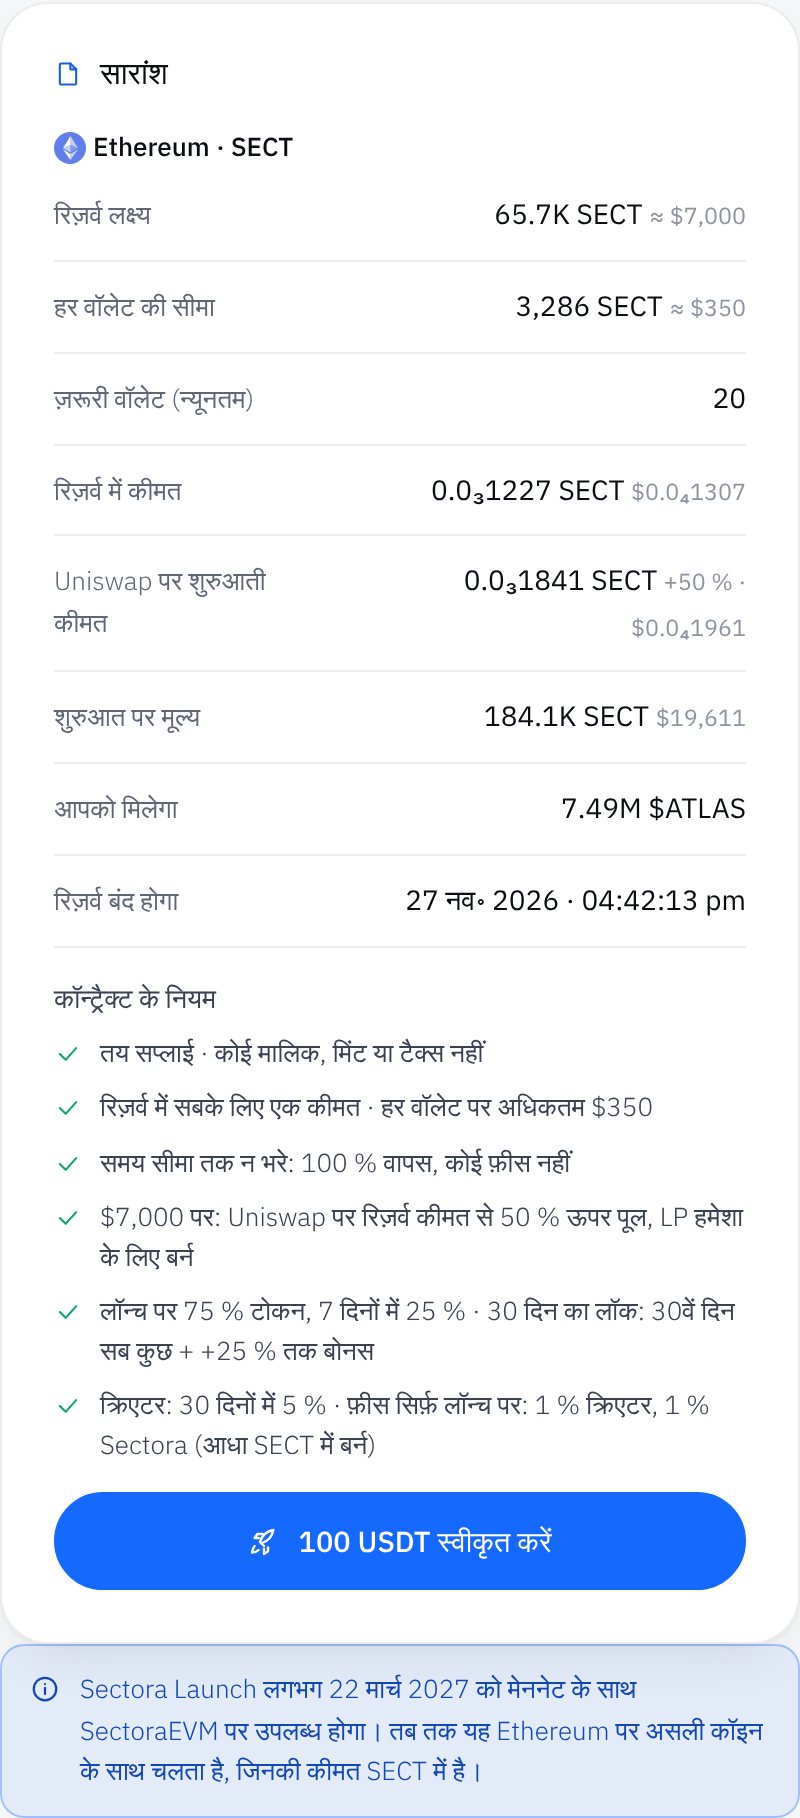 सारांश
Ethereum · SECT
रिज़र्व लक्ष्य 65.7K SECT ≈ $7,000
हर वॉलेट की सीमा 3,286 SECT ≈ $350
ज़रूरी वॉलेट (न्यूनतम) 20
रिज़र्व में कीमत 0.0₃1227 SECT $0.0₄1307
Uniswap पर शुरुआती कीमत 0.0₃1841 SECT +50 % · $0.0₄1961
शुरुआत पर मूल्य 184.1K SECT $19,611
आपको मिलेगा 7.49M $ATLAS
रिज़र्व बंद होगा 27 नव॰ 2026 · 04:42:13 pm
कॉन्ट्रैक्ट के नियम
तय सप्लाई · कोई मालिक, मिंट या टैक्स नहीं
रिज़र्व में सबके लिए एक कीमत · हर वॉलेट पर अधिकतम $350
समय सीमा तक न भरे: 100 % वापस, कोई फ़ीस नहीं
$7,000 पर: Uniswap पर रिज़र्व कीमत से 50 % ऊपर पूल, LP हमेशा
के लिए बर्न
लॉन्च पर 75 % टोकन, 7 दिनों में 25 % · 30 दिन का लॉक: 30वें दिन
सब कुछ + +25 % तक बोनस
क्रिएटर: 30 दिनों में 5 % · फ़ीस सिर्फ़ लॉन्च पर: 1 % क्रिएटर, 1 %
Sectora (आधा SECT में बर्न)
100 USDT स्वीकृत करें
Sectora Launch लगभग 22 मार्च 2027 को मेननेट के साथ
SectoraEVM पर उपलब्ध होगा। तब तक यह Ethereum पर असली कॉइन
के साथ चलता है, जिनकी कीमत SECT में है।